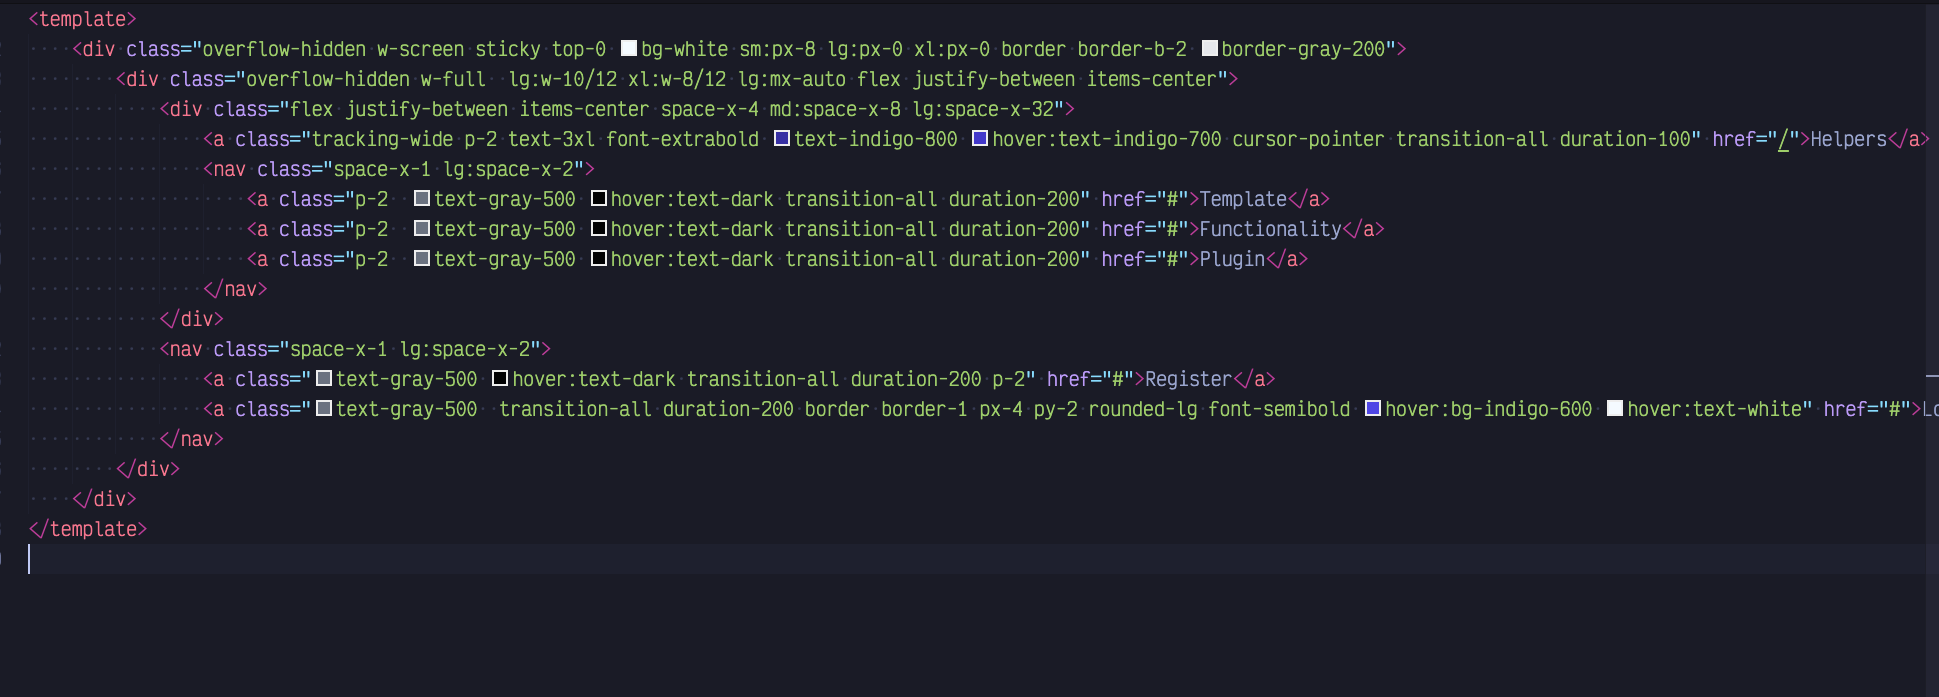 <template>
<div class="overflow-hidden w-screen sticky top-0 bg-white sm:px-8 lg:px-0 xl:px-0 border border-b-2 border-gray-200">
<div class="overflow-hidden w-full  lg:w-10/12 xl:w-8/12 lg:mx-auto flex justify-between items-center">
<div class="flex justify-between items-center space-x-4 md:space-x-8 lg:space-x-32">
<a class="tracking-wide p-2 text-3xl font-extrabold text-indigo-800 hover:text-indigo-700 cursor-pointer transition-all duration-100" href="/">Helpers</a>
<nav class="space-x-1 lg:space-x-2">
<a class="p-2  text-gray-500 hover:text-dark transition-all duration-200" href="#">Template</a>
<a class="p-2  text-gray-500 hover:text-dark transition-all duration-200" href="#">Functionality</a>
<a class="p-2  text-gray-500 hover:text-dark transition-all duration-200" href="#">Plugin</a>
</nav>
</div>
<nav class="space-x-1 lg:space-x-2">
<a class="text-gray-500 hover:text-dark transition-all duration-200 p-2" href="#">Register</a>
<a class="text-gray-500  transition-all duration-200 border border-1 px-4 py-2 rounded-lg font-semibold hover:bg-indigo-600 hover:text-white" href="#">
</nav>
</div>
</div>
</template>